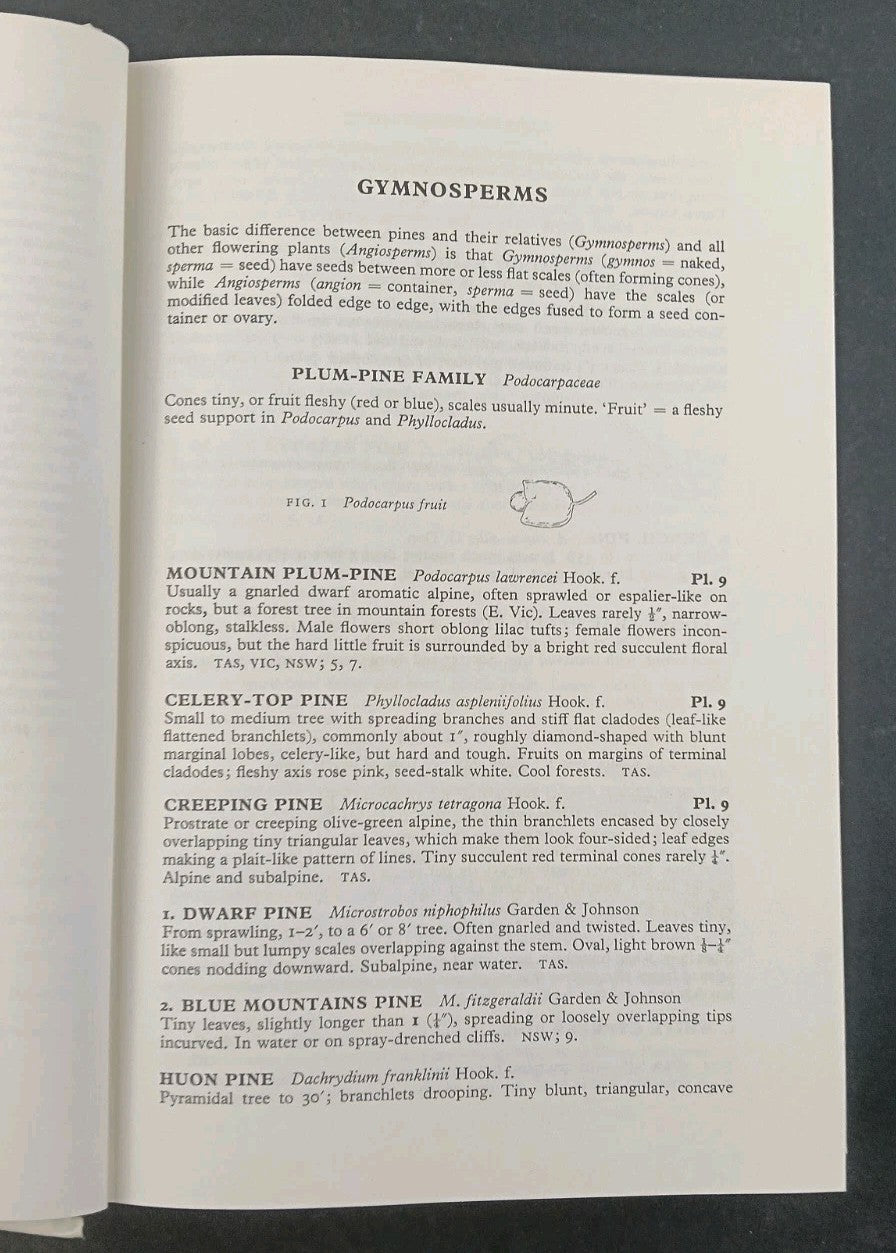 GYMNOSPERMS
The basic difference between pines and their relatives (Gymnosperms) and all
other flowering plants (Angiosperms) is that Gymnosperms (gymnos = naked,
sperma = seed) have seeds between more or less flat scales (often forming cones),
while Angiosperms (angion = container, sperma = seed) have the scales (or
modified leaves) folded edge to edge, with the edges fused to form a seed con-
tainer or ovary.
PLUM-PINE FAMILY Podocarpaceae
Cones tiny, or fruit fleshy (red or blue), scales usually minute. ‘Fruit’ = a fleshy
seed support in Podocarpus and Phyllocladus.
FIG. 1 Podocarpus fruit
MOUNTAIN PLUM-PINE Podocarpus lawrencei Hook. f. Pl. 9
Usually a gnarled dwarf aromatic alpine, often sprawled or espalier-like on
rocks, but a forest tree in mountain forests (E. Vic). Leaves rarely ½″, narrow-
oblong, stalkless. Male flowers short oblong lilac tufts; female flowers incon-
spicuous, but the hard little fruit is surrounded by a bright red succulent floral
axis. TAS, VIC, NSW; 5, 7.
CELERY-TOP PINE Phyllocladus aspleniifolius Hook. f. Pl. 9
Small to medium tree with spreading branches and stiff flat cladodes (leaf-like
flattened branchlets), commonly about 1″, roughly diamond-shaped with blunt
marginal lobes, celery-like, but hard and tough. Fruits on margins of terminal
cladodes; fleshy axis rose pink, seed-stalk white. Cool forests. TAS.
CREEPING PINE Microcachrys tetragona Hook. f. Pl. 9
Prostrate or creeping olive-green alpine, the thin branchlets encased by closely
overlapping tiny triangular leaves, which make them look four-sided; leaf edges
making a plait-like pattern of lines. Tiny succulent red terminal cones rarely ¼″.
Alpine and subalpine. TAS.
1. DWARF PINE Microstrobos niphophilus Garden & Johnson
From sprawling, 1–2′, to a 6′ or 8′ tree. Often gnarled and twisted. Leaves tiny,
like small but lumpy scales overlapping against the stem. Oval, light brown ⅛–¼″
cones nodding downward. Subalpine, near water. TAS.
2. BLUE MOUNTAINS PINE M. fitzgeraldii Garden & Johnson
Tiny leaves, slightly longer than 1 (¼″), spreading or loosely overlapping tips
incurved. In water or on spray-drenched cliffs. NSW; 9.
HUON PINE Dachrydium franklinii Hook. f.
Pyramidal tree to 30′; branchlets drooping. Tiny blunt, triangular, concave